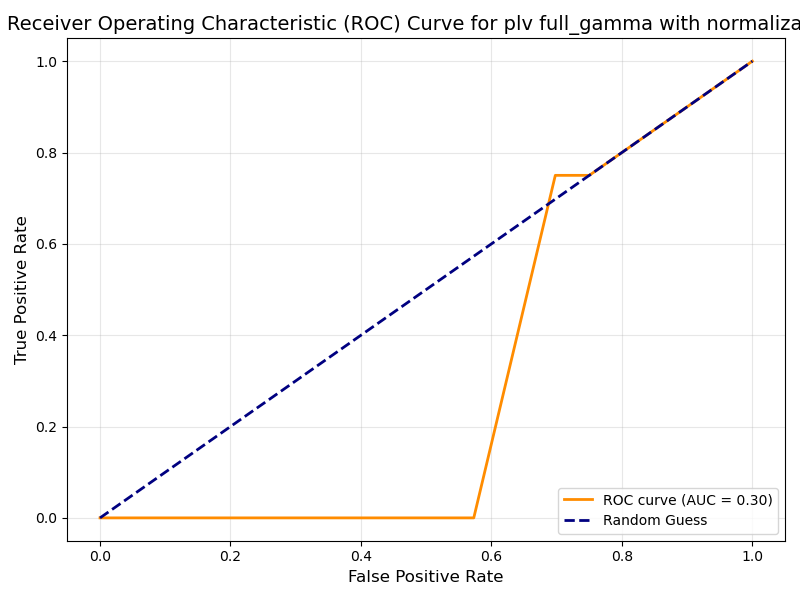 Receiver Operating Characteristic (ROC) Curve for plv full_gamma with normaliza
1.0
0.8
0.6
0.4
0.2
0.0
True Positive Rate
0.0 0.2 0.4 0.6 0.8 1.0
False Positive Rate
ROC curve (AUC = 0.30)
Random Guess